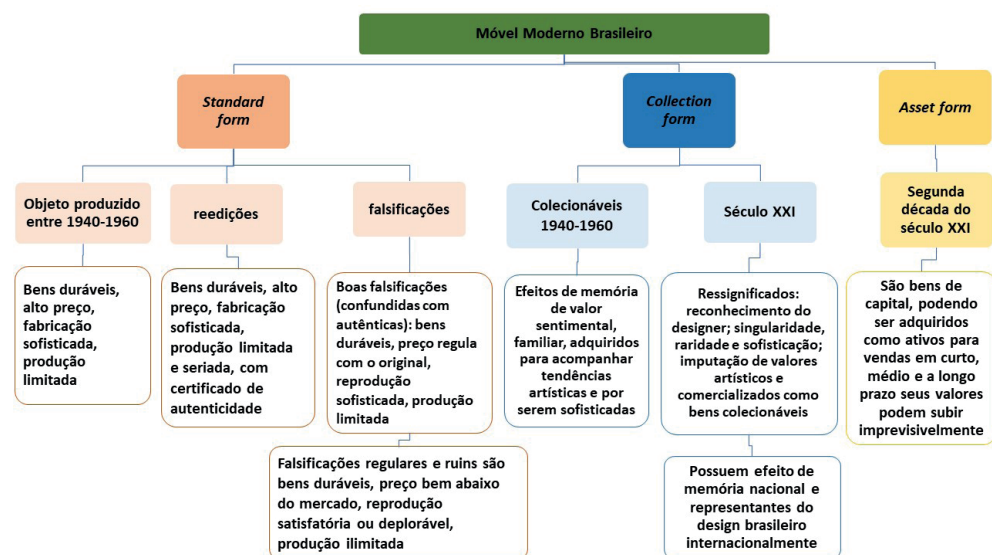 Móvel Moderno Brasileiro
Standard
form
Collection
form
Asset form
Objeto produzido
entre 1940-1960
reedições
falsificações
Colecionáveis
1940-1960
Século XXI
Segunda
década do
século XXI
Bens duráveis,
alto preço,
fabricação
sofisticada,
produção
limitada
Bens duráveis, alto
preço, fabricação
sofisticada,
produção limitada
e seriada, com
certificado de
autenticidade
Boas falsificações
(confundidas com
autênticas): bens
duráveis, preço regula
com o original,
reprodução
sofisticada, produção
limitada
Efeitos de memória
de valor
sentimental,
familiar, adquiridos
para acompanhar
tendências
artísticas e por
serem sofisticadas
Ressignificados:
reconhecimento do
designer; singularidade,
raridade e sofisticação;
imputação de valores
artísticos e
comercializados como
bens colecionáveis
São bens de
capital, podendo
ser adquiridos
como ativos para
vendas em curto,
médio e a longo
prazo seus valores
podem subir
imprevisivelmente
Falsificações regulares e ruins são
bens duráveis, preço bem abaixo
do mercado, reprodução
satisfatória ou deplorável,
produção ilimitada
Possuem efeito de
memória nacional e
representantes do
design brasileiro
internacionalmente